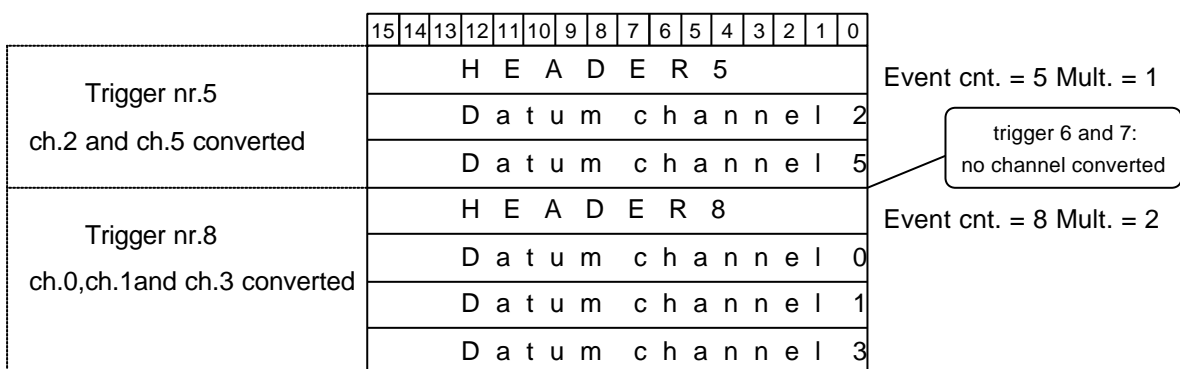 15 14 13 12 11 10 9 8 7 6 5 4 3 2 1 0
HEADER5
Event cnt. = 5 Mult. = 1
Trigger nr.5
ch.2 and ch.5 converted
Datum channel 2
Datum channel 5
trigger 6 and 7:
no channel converted
HEADER8
Event cnt. = 8 Mult. = 2
Trigger nr.8
ch.0,ch.1and ch.3 converted
Datum channel 0
Datum channel 1
Datum channel 3